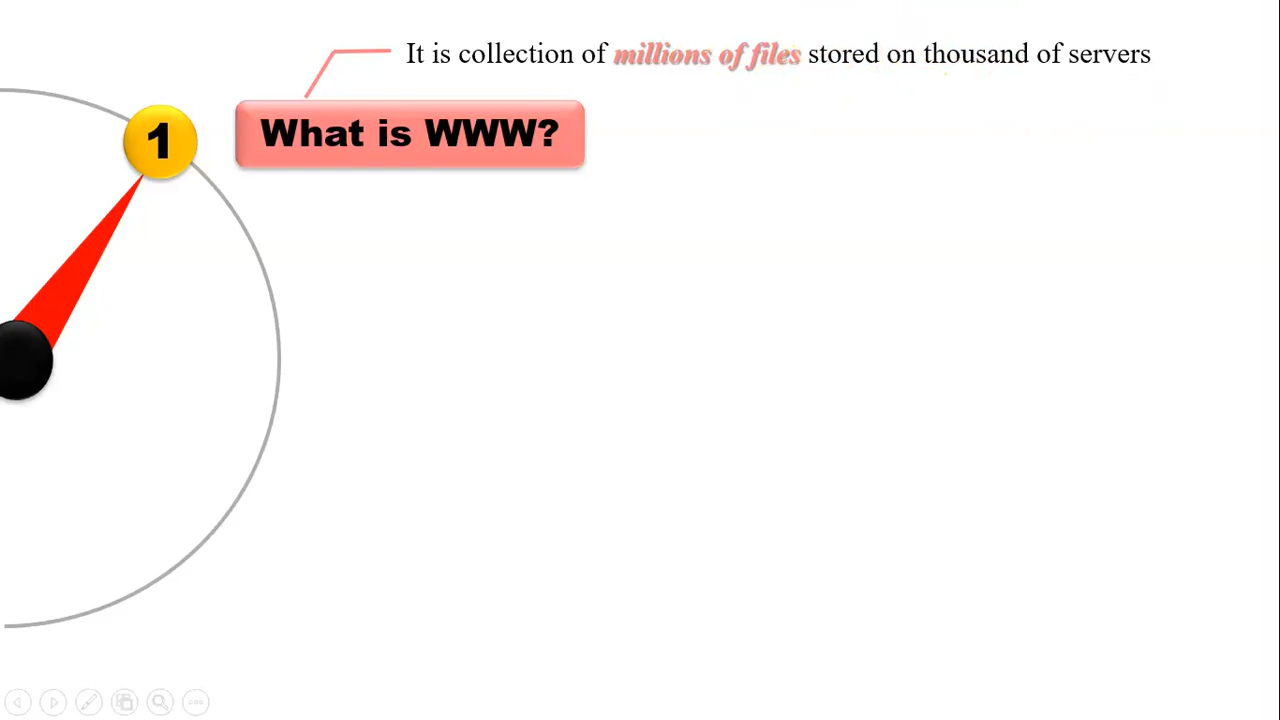 It is collection of millions of files stored on thousand of servers
1
What is WWW?